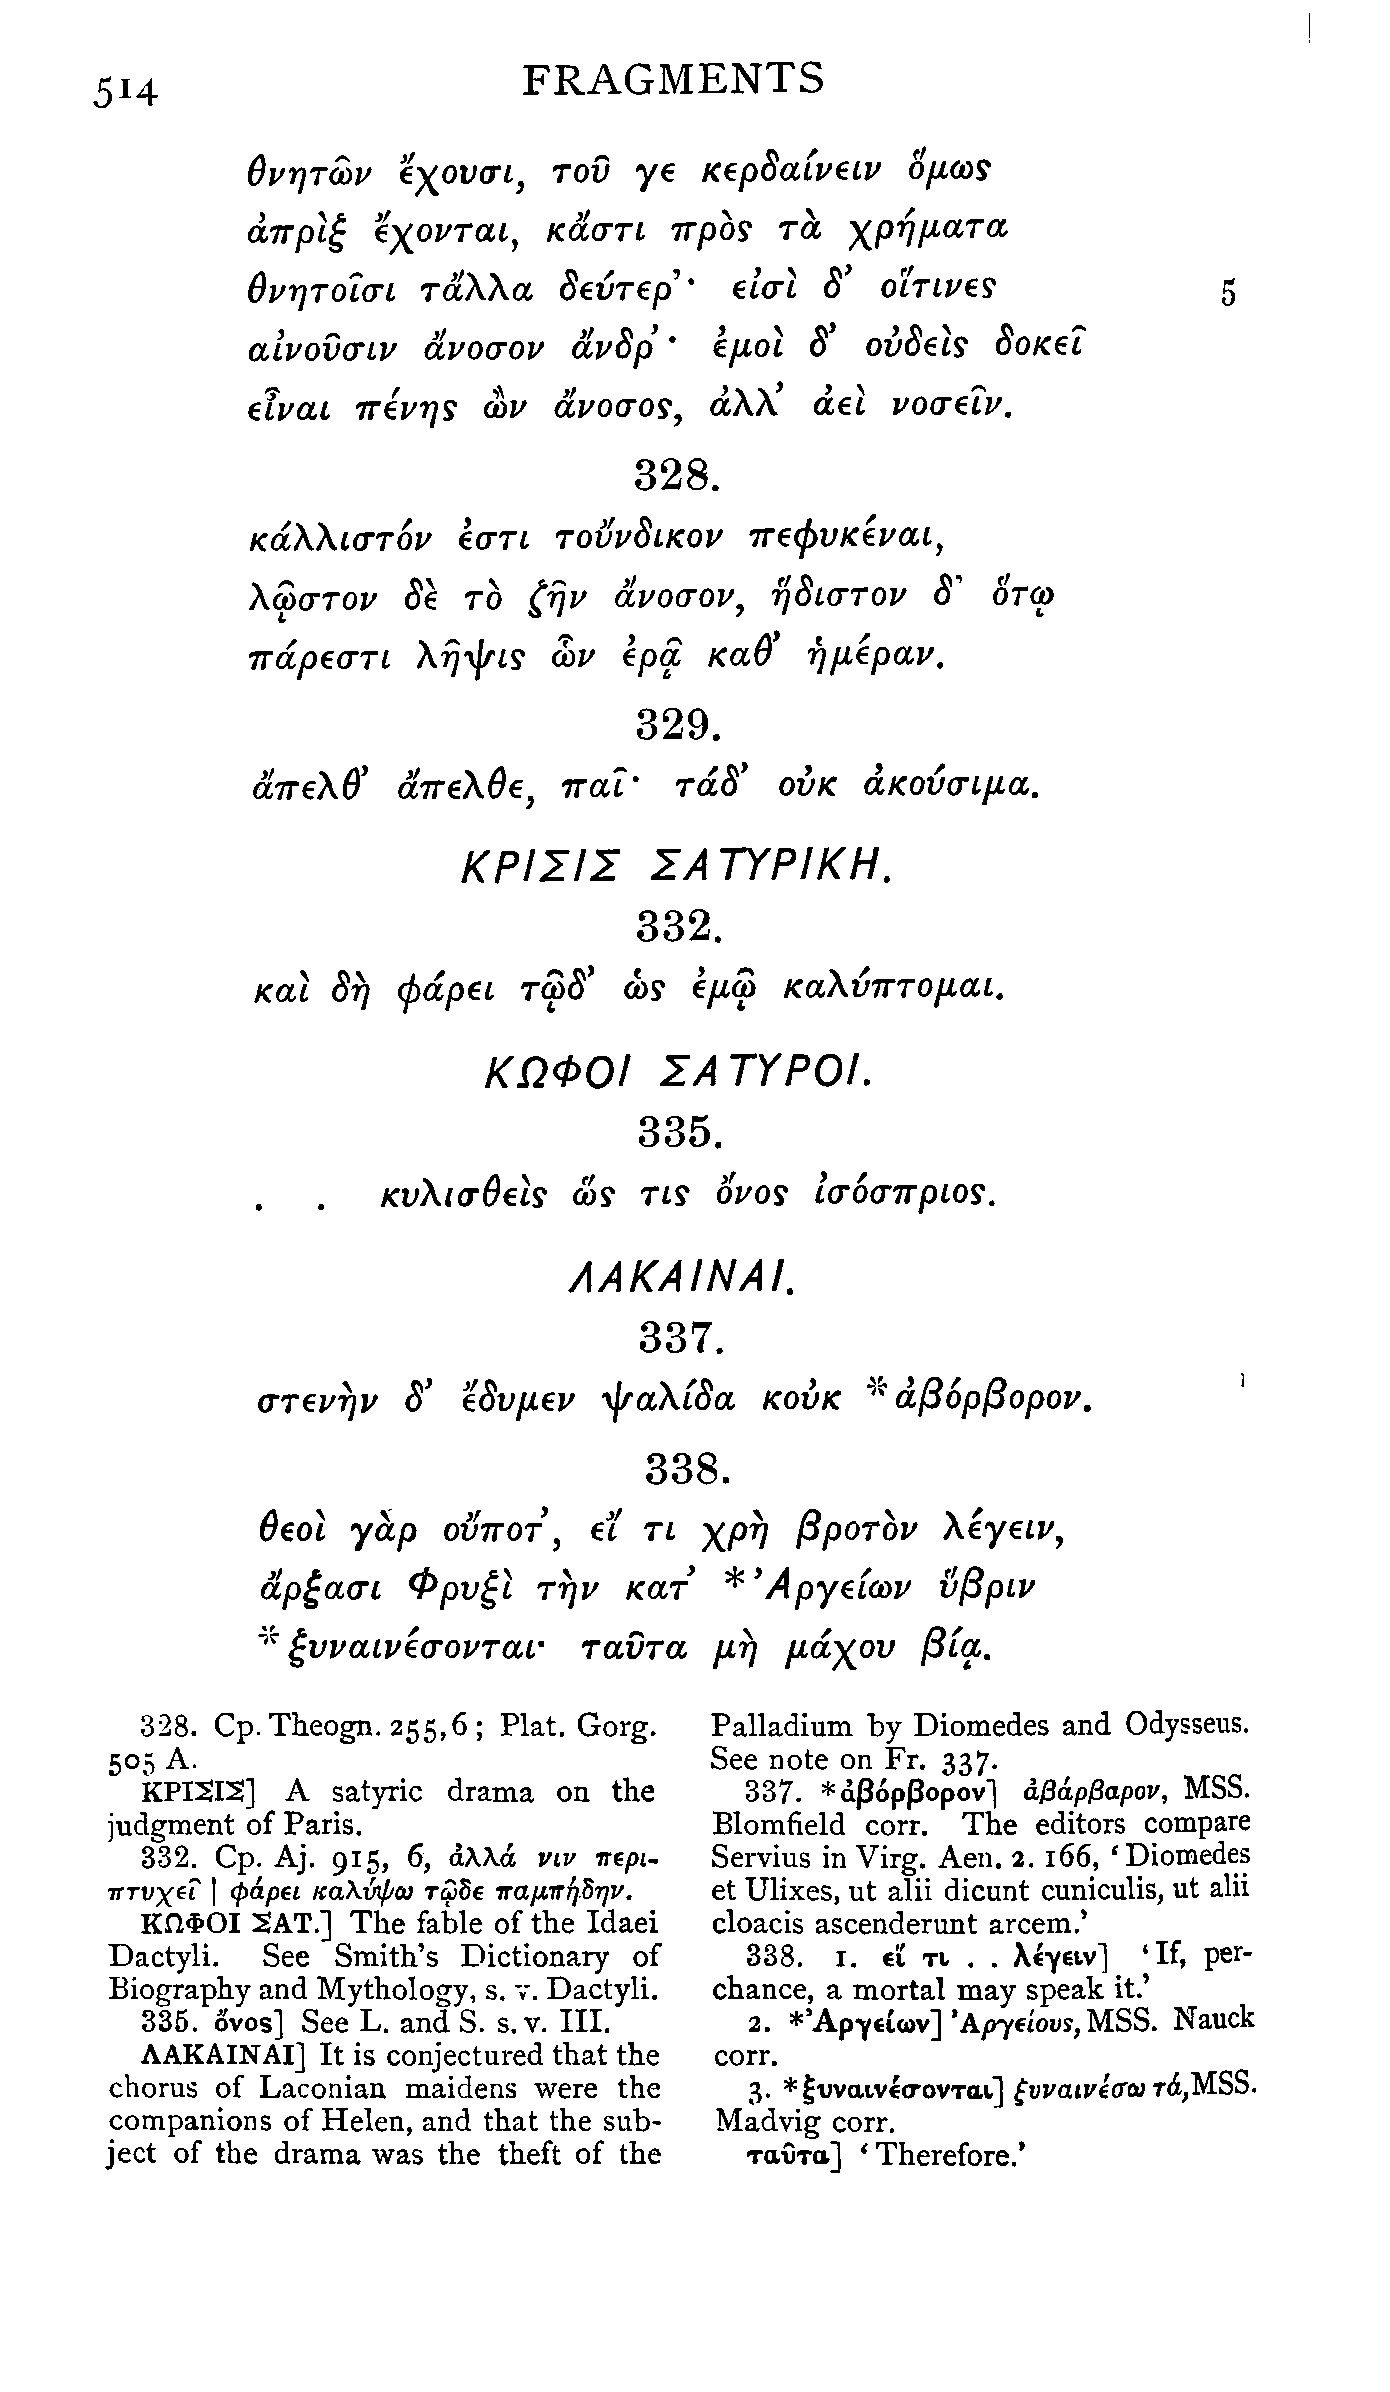 514
FRAGMENTS
θνητῶν ἔχουσι, τοῦ γε κερδαίνειν ὅμως
ἀπρὶξ ἔχονται, κἄστι πρὸς τὰ χρήματα
θνητοῖσι τἄλλα δεύτερ’· εἰσὶ δ’ οἵτινες 5
αἰνοῦσιν ἄνοσον ἄνδρ’· ἐμοὶ δ’ οὐδεὶς δοκεῖ
εἶναι πένης ὢν ἄνοσος, ἀλλ’ ἀεὶ νοσεῖν.
328.
κάλλιστόν ἐστι τοὔνδικον πεφυκέναι,
λῷστον δὲ τὸ ζῆν ἄνοσον, ἥδιστον δ’ ὅτῳ
πάρεστι λῆψις ὧν ἐρᾷ καθ’ ἡμέραν.
329.
ἄπελθ’ ἄπελθε, παῖ· τάδ’ οὐκ ἀκούσιμα.
ΚΡΙΣΙΣ ΣΑΤΥΡΙΚΗ.
332.
καὶ δὴ φάρει τῷδ’ ὡς ἐμῷ καλύπτομαι.
ΚΩΦΟΙ ΣΑΤΥΡΟΙ.
335.
. . κυλισθεὶς ὥς τις ὄνος ἰσόσπριος.
ΛΑΚΑΙΝΑΙ.
337.
στενὴν δ’ ἔδυμεν ψαλίδα κοὐκ *ἀβόρβορον.
338.
θεοὶ γὰρ οὔποτ’, εἴ τι χρὴ βροτὸν λέγειν,
ἄρξασι Φρυξὶ τὴν κατ’ *Ἀργείων ὕβριν
*ξυναινέσονται· ταῦτα μὴ μάχου βίᾳ.
328. Cp. Theogn. 255,6; Plat. Gorg.
505 A.
ΚΡΙΣΙΣ] A satyric drama on the
judgment of Paris.
332. Cp. Aj. 915, 6, ἀλλά νιν περι-
πτυχεῖ | φάρει καλύψω τῷδε παμπήδην.
ΚΩΦΟΙ ΣΑΤ.] The fable of the Idaei
Dactyli. See Smith's Dictionary of
Biography and Mythology, s. v. Dactyli.
335. ὄνος] See L. and S. s. v. III.
ΛΑΚΑΙΝΑΙ] It is conjectured that the
chorus of Laconian maidens were the
companions of Helen, and that the sub-
ject of the drama was the theft of the
Palladium by Diomedes and Odysseus.
See note on Fr. 337.
337. *ἀβόρβορον] ἀβάρβαρον, MSS.
Blomfield corr. The editors compare
Servius in Virg. Aen. 2. 166, ‘Diomedes
et Ulixes, ut alii dicunt cuniculis, ut alii
cloacis ascenderunt arcem.’
338. 1. εἴ τι . . λέγειν] ‘If, per-
chance, a mortal may speak it.’
2. *Ἀργείων] Ἀργείους, MSS. Nauck
corr.
3. *ξυναινέσονται] ξυναινέσω τά, MSS.
Madvig corr.
ταῦτα] ‘Therefore.’